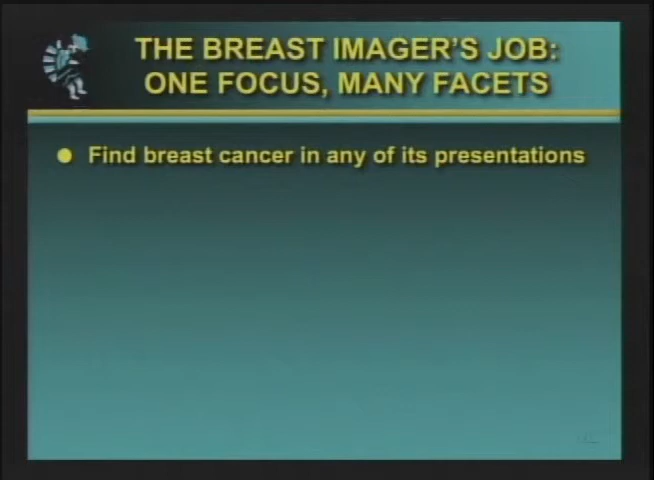 THE BREAST IMAGER'S JOB:
ONE FOCUS, MANY FACETS
Find breast cancer in any of its presentations